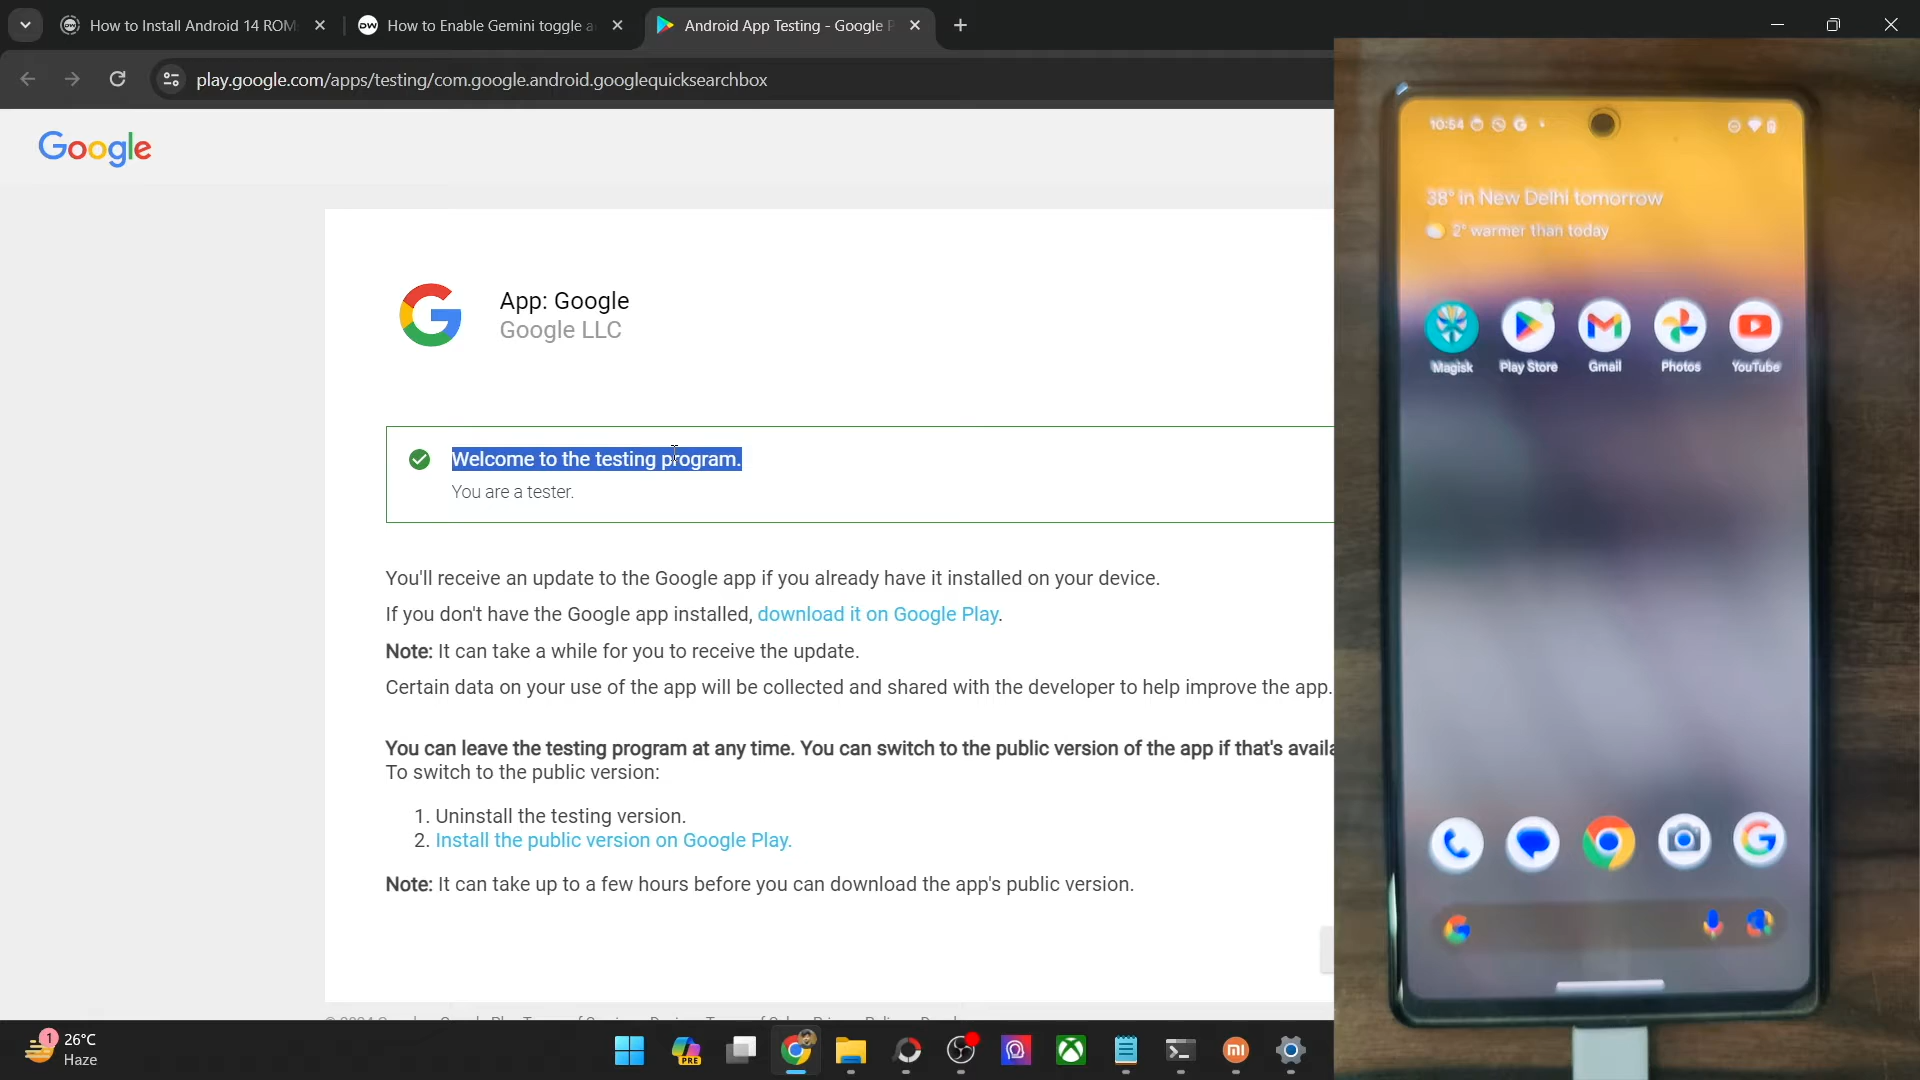 How to Install Android 14 ROM
How to Enable Gemini toggle a
Android App Testing - Google P
play.google.com/apps/testing/com.google.android.googlequicksearchbox
Google
App: Google
Google LLC
Welcome to the testing program.
You are a tester.
You'll receive an update to the Google app if you already have it installed on your device.
If you don't have the Google app installed, download it on Google Play.
Note: It can take a while for you to receive the update.
Certain data on your use of the app will be collected and shared with the developer to help improve the app.
You can leave the testing program at any time. You can switch to the public version of the app if that's availa
To switch to the public version:
1. Uninstall the testing version.
2. Install the public version on Google Play.
Note: It can take up to a few hours before you can download the app's public version.
1
26°C
Haze
PRE
10:54
38° in New Delhi tomorrow
2° warmer than today
Magisk
Play Store
Gmail
Photos
YouTube